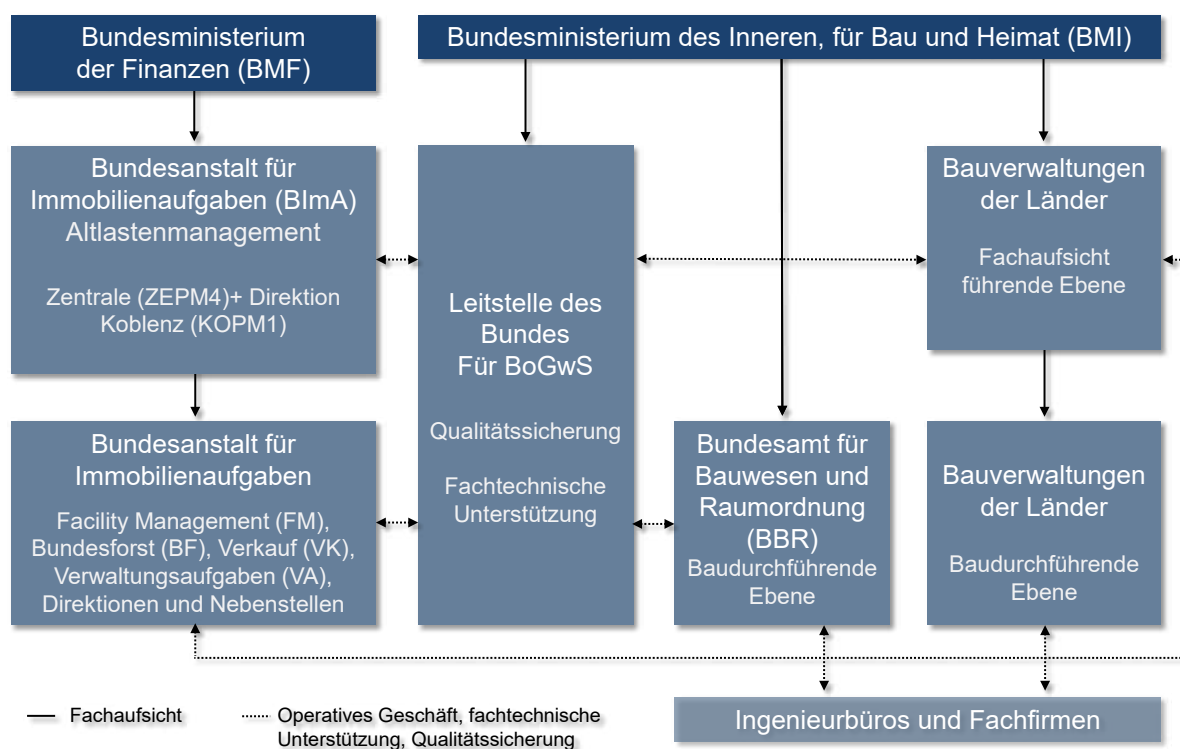 Bundesministerium
der Finanzen (BMF)
Bundesministerium des Inneren, für Bau und Heimat (BMI)
Bundesanstalt für
Immobilienaufgaben (BImA)
Altlastenmanagement
Zentrale (ZEPM4)+ Direktion
Koblenz (KOPM1)
Leitstelle des
Bundes
Für BoGwS
Qualitätssicherung
Fachtechnische
Unterstützung
Bauverwaltungen
der Länder
Fachaufsicht
führende Ebene
Bundesanstalt für
Immobilienaufgaben
Facility Management (FM),
Bundesforst (BF), Verkauf (VK),
Verwaltungsaufgaben (VA),
Direktionen und Nebenstellen
Bundesamt für
Bauwesen und
Raumordnung
(BBR)
Baudurchführende
Ebene
Bauverwaltungen
der Länder
Baudurchführende
Ebene
Fachaufsicht
Operatives Geschäft, fachtechnische
Unterstützung, Qualitätssicherung
Ingenieurbüros und Fachfirmen